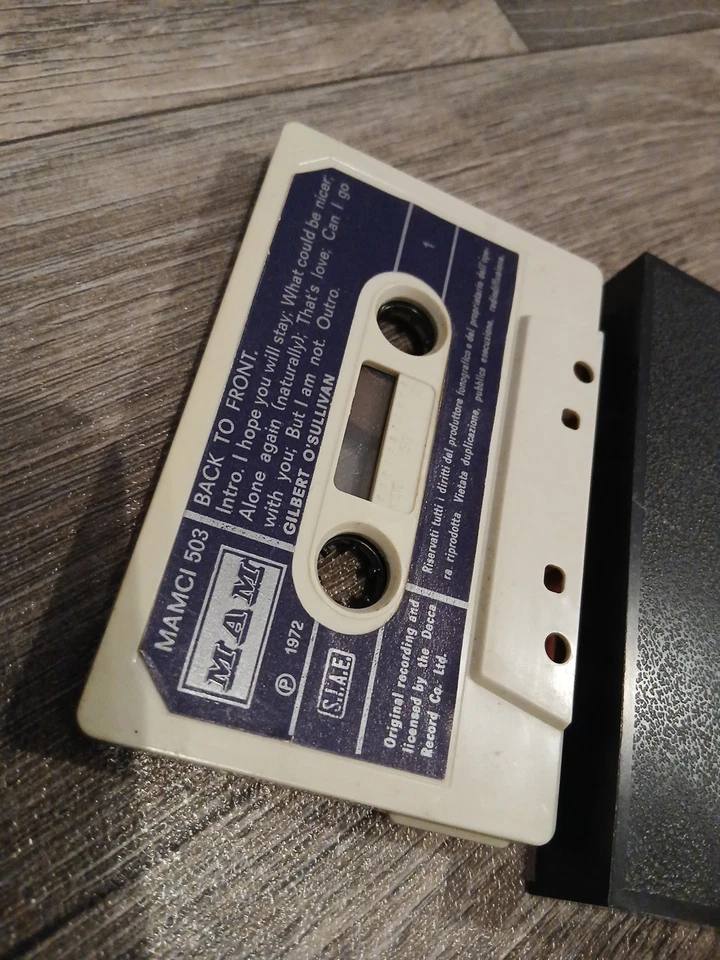 MAMCI 503
BACK TO FRONT.
Intro. I hope you will stay; What could be nicer;
Alone again (naturally); That's love; Can I go
with you; But I am not. Outro.
GILBERT O'SULLIVAN
MAM
Ⓟ 1972
S.I.A.E.
1
Original recording and
licensed by the Decca
Record Co. Ltd.
Riservati tutti i diritti del produttore fonografico e del proprietario dell'ope-
ra riprodotta. Vietata duplicazione, pubblica esecuzione, radiodiffusione.